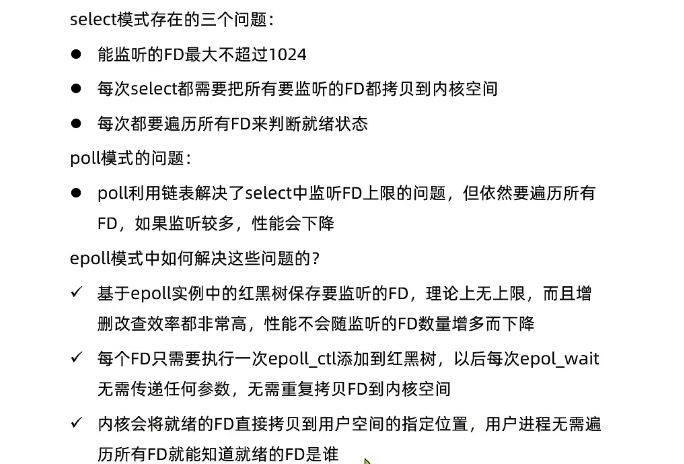 select模式存在的三个问题：
● 能监听的FD最大不超过1024
● 每次select都需要把所有要监听的FD都拷贝到内核空间
● 每次都要遍历所有FD来判断就绪状态
poll模式的问题：
● poll利用链表解决了select中监听FD上限的问题，但依然要遍历所有
FD，如果监听较多，性能会下降
epoll模式中如何解决这些问题的？
✓ 基于epoll实例中的红黑树保存要监听的FD，理论上无上限，而且增
删改查效率都非常高，性能不会随监听的FD数量增多而下降
✓ 每个FD只需要执行一次epoll_ctl添加到红黑树，以后每次epol_wait
无需传递任何参数，无需重复拷贝FD到内核空间
✓ 内核会将就绪的FD直接拷贝到用户空间的指定位置，用户进程无需遍
历所有FD就能知道就绪的FD是谁